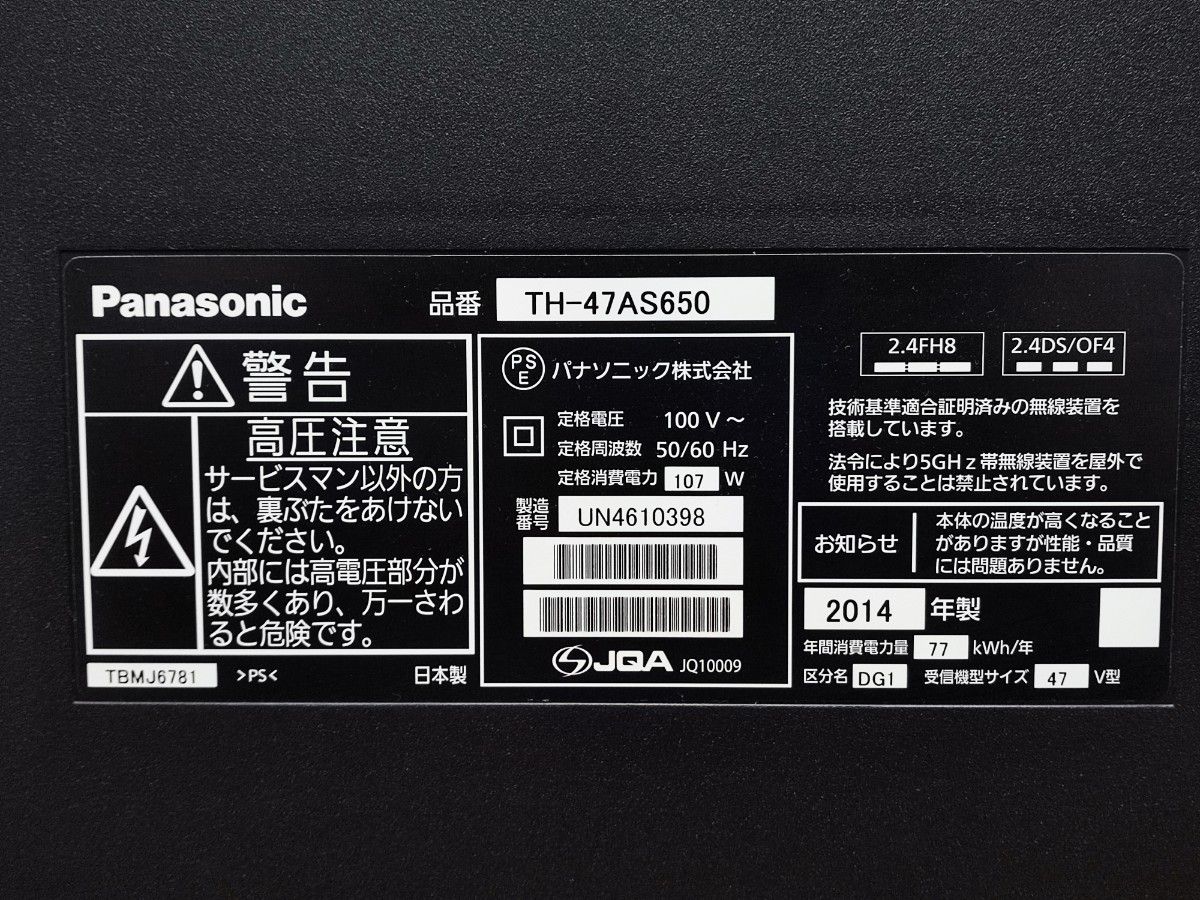 Panasonic
品番 TH-47AS650
警告
高圧注意
サービスマン以外の方
は、裏ぶたをあけない
でください。
内部には高電圧部分が
数多くあり、万一さわ
ると危険です。
TBMJ6781 >PS< 日本製
PSE パナソニック株式会社
定格電圧 100 V ～
定格周波数 50/60 Hz
定格消費電力 107 W
製造
番号 UN4610398
JQA JQ10009
2.4FH8 2.4DS/OF4
技術基準適合証明済みの無線装置を
搭載しています。
法令により5GHｚ帯無線装置を屋外で
使用することは禁止されています。
お知らせ
本体の温度が高くなること
がありますが性能・品質
には問題ありません。
2014 年製
年間消費電力量 77 kWh/年
区分名 DG1 受信機型サイズ 47 V型